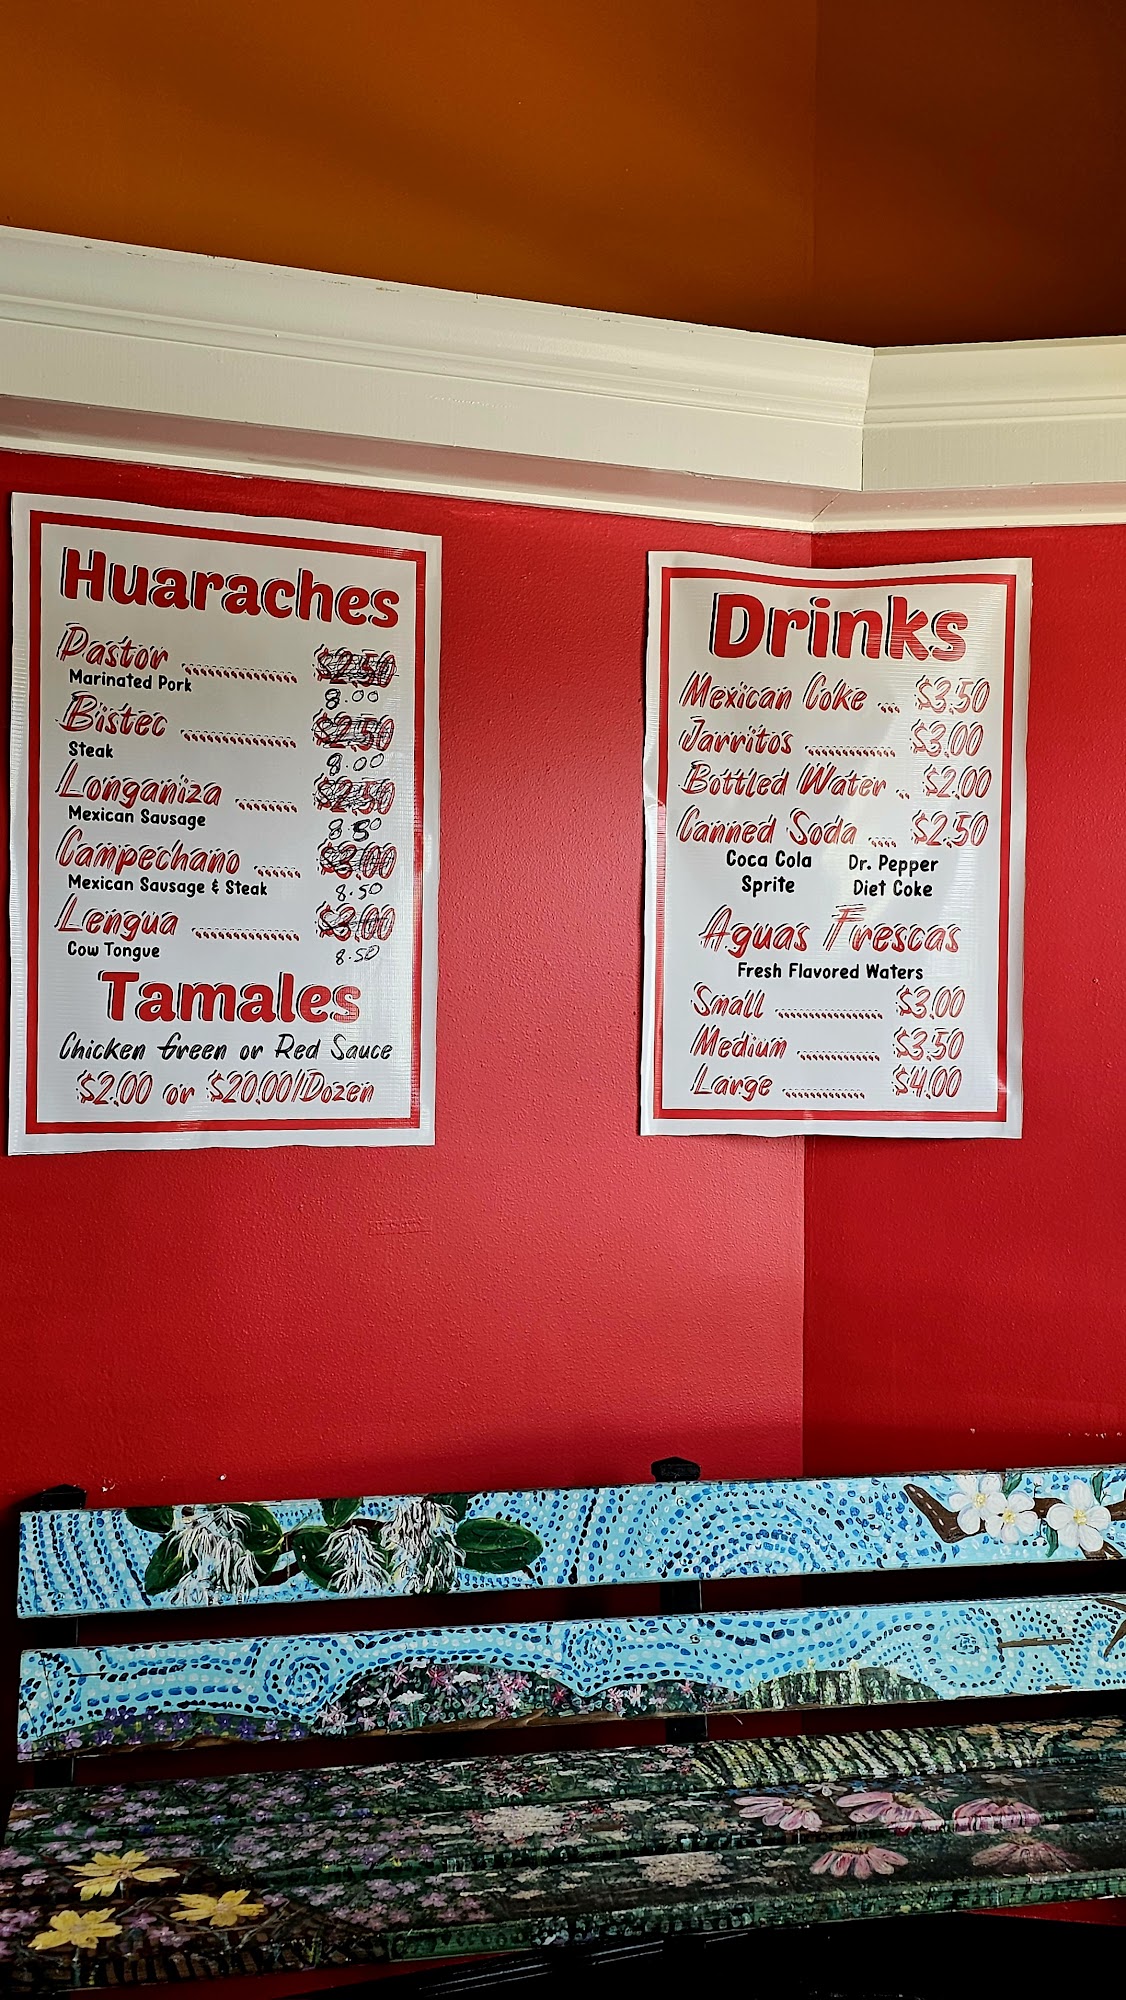 Huaraches
Pastor ........................ $2.50
Marinated Pork 8.00
Bistec ........................ $2.50
Steak 8.00
Longaniza ............ $2.50
Mexican Sausage 8.50
Campechano ......... $3.00
Mexican Sausage & Steak 8.50
Lengua ..................... $3.00
Cow Tongue 8.50
Tamales
Chicken Green or Red Sauce
$2.00 or $20.00/Dozen
Drinks
Mexican Coke .... $3.50
Jarritos .................. $3.00
Bottled Water .. $2.00
Canned Soda ..... $2.50
Coca Cola Dr. Pepper
Sprite Diet Coke
Aguas Frescas
Fresh Flavored Waters
Small ..................... $3.00
Medium ................ $3.50
Large ................ $4.00